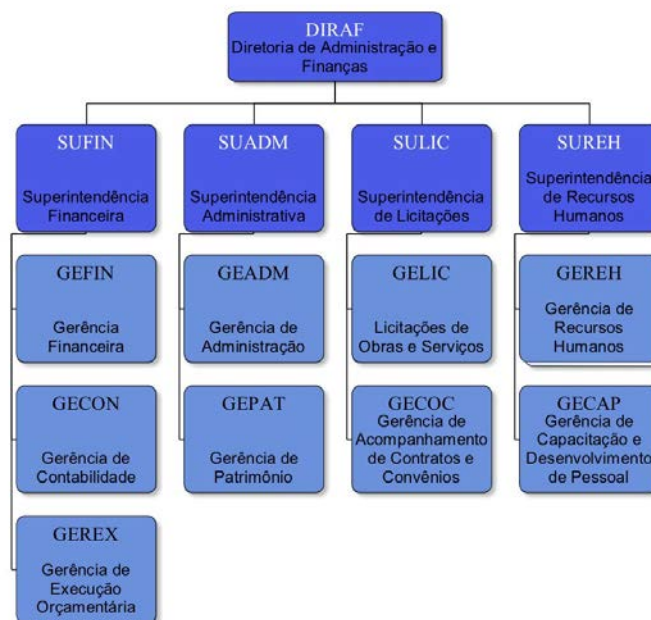 DIRAF
Diretoria de Administração e
Finanças
SUFIN
Superintendência
Financeira
SUADM
Superintendência
Administrativa
SULIC
Superintendência
de Licitações
SUREH
Superintendência
de Recursos
Humanos
GEFIN
Gerência
Financeira
GEADM
Gerência de
Administração
GELIC
Licitações de
Obras e Serviços
GEREH
Gerência de
Recursos
Humanos
GECON
Gerência de
Contabilidade
GEPAT
Gerência de
Patrimônio
GECOC
Gerência de
Acompanhamento
de Contratos e
Convênios
GECAP
Gerência de
Capacitação e
Desenvolvimento
de Pessoal
GEREX
Gerência de
Execução
Orçamentária